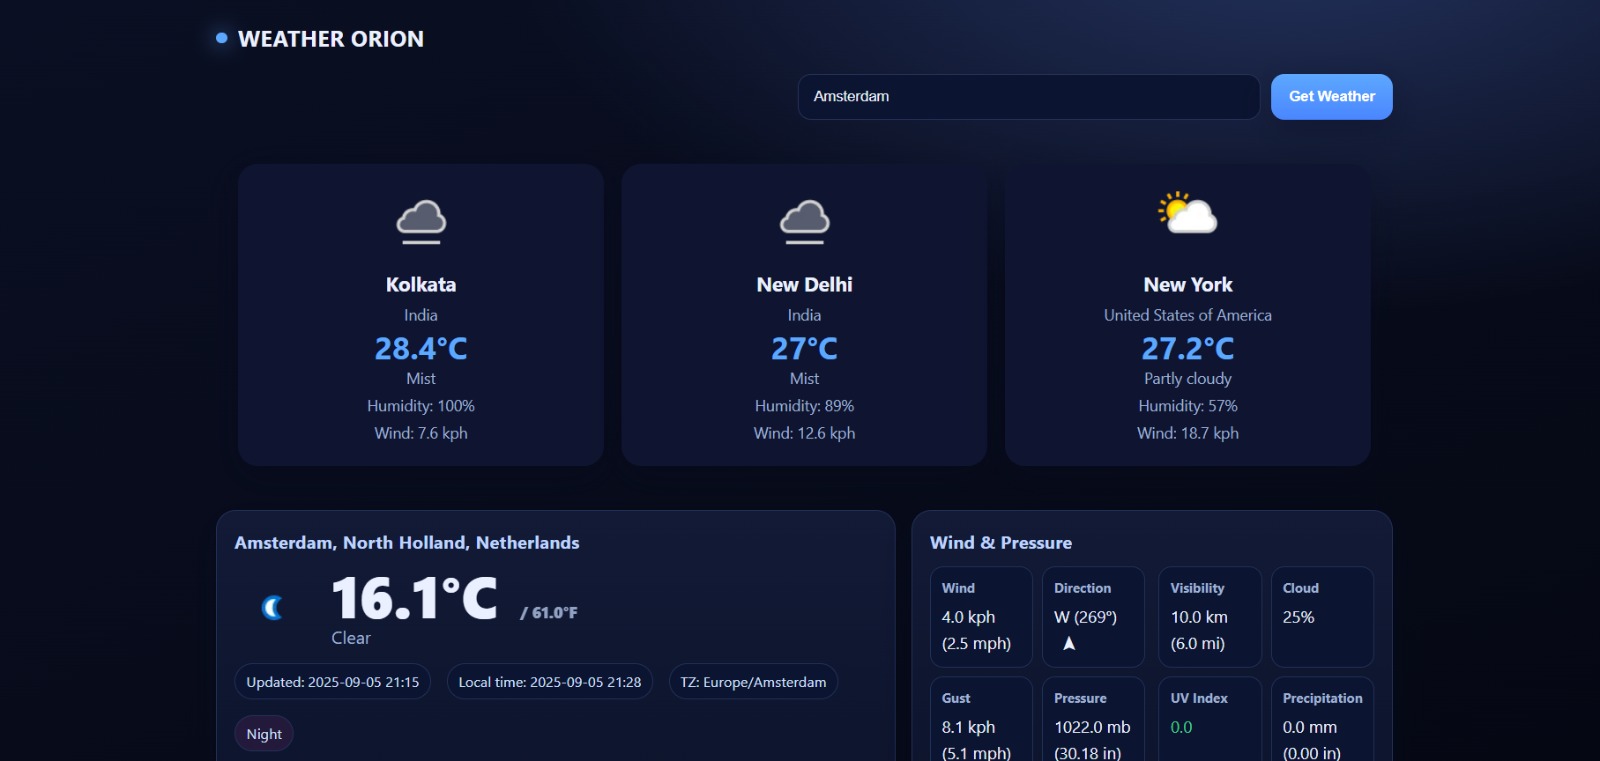 WEATHER ORION
Amsterdam
Get Weather
Kolkata
India
28.4°C
Mist
Humidity: 100%
Wind: 7.6 kph
New Delhi
India
27°C
Mist
Humidity: 89%
Wind: 12.6 kph
New York
United States of America
27.2°C
Partly cloudy
Humidity: 57%
Wind: 18.7 kph
Amsterdam, North Holland, Netherlands
16.1°C / 61.0°F
Clear
Updated: 2025-09-05 21:15
Local time: 2025-09-05 21:28
TZ: Europe/Amsterdam
Night
Wind & Pressure
Wind
4.0 kph
(2.5 mph)
Direction
W (269°)
Visibility
10.0 km
(6.0 mi)
Cloud
25%
Gust
8.1 kph
(5.1 mph)
Pressure
1022.0 mb
(30.18 in)
UV Index
0.0
Precipitation
0.0 mm
(0.00 in)